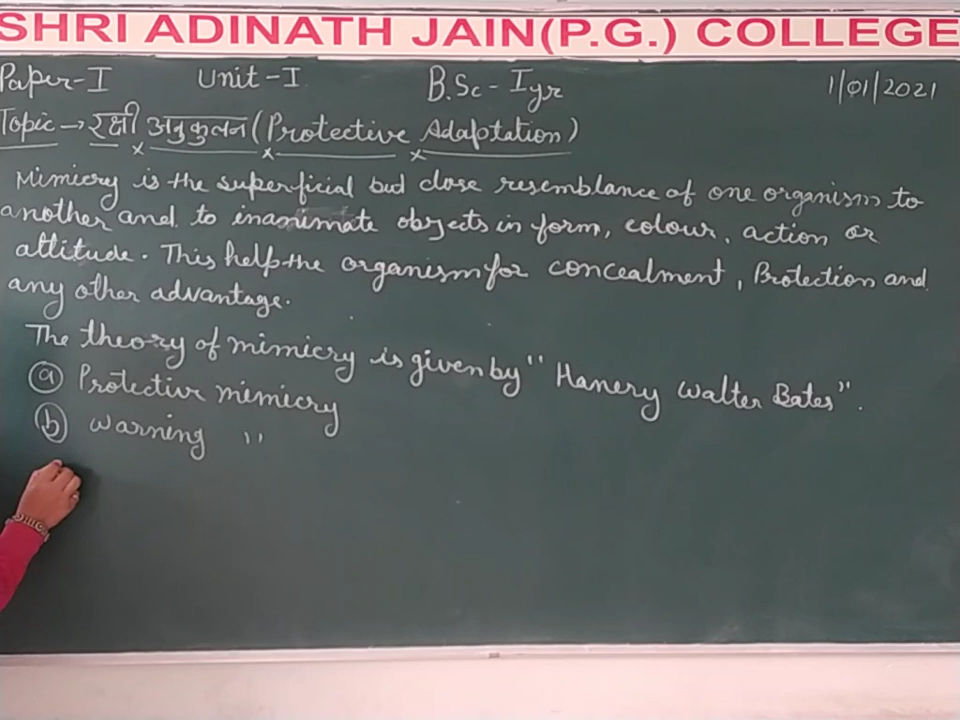 SHRI ADINATH JAIN(P.G.) COLLEGE
Paper-I Unit-I B.Sc-Iyr 1/01/2021
Topic → रक्षी अनुकुलन (Protective Adaptation)
Mimicry is the superficial but close resemblance of one organism to
another and to inanimate objects in form, colour, action or
attitude. This help the organism for concealment, Protection and
any other advantage.
The theory of mimicry is given by "Hanery Walter Bates".
(a) Protective mimicry
(b) Warning "